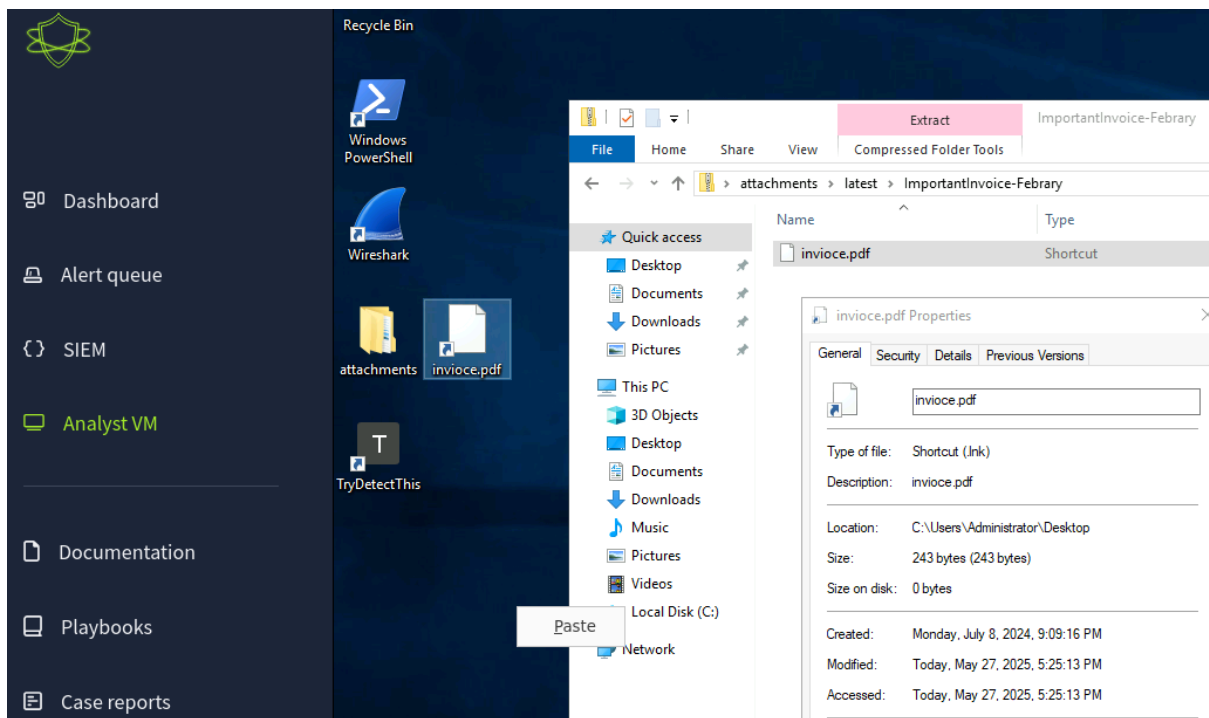 Dashboard
Alert queue
SIEM
Analyst VM
Documentation
Playbooks
Case reports
Recycle Bin
Windows
PowerShell
Wireshark
attachments
invioce.pdf
T
TryDetectThis
Extract
ImportantInvoice-Febrary
File Home Share View Compressed Folder Tools
attachments › latest › ImportantInvoice-Febrary
Name Type
Quick access
Desktop
Documents
Downloads
Pictures
This PC
3D Objects
Desktop
Documents
Downloads
Music
Pictures
Videos
Local Disk (C:)
Network
Paste
invioce.pdf Shortcut
invioce.pdf Properties
General Security Details Previous Versions
invioce.pdf
Type of file: Shortcut (.lnk)
Description: invioce.pdf
Location: C:\Users\Administrator\Desktop
Size: 243 bytes (243 bytes)
Size on disk: 0 bytes
Created: Monday, July 8, 2024, 9:09:16 PM
Modified: Today, May 27, 2025, 5:25:13 PM
Accessed: Today, May 27, 2025, 5:25:13 PM